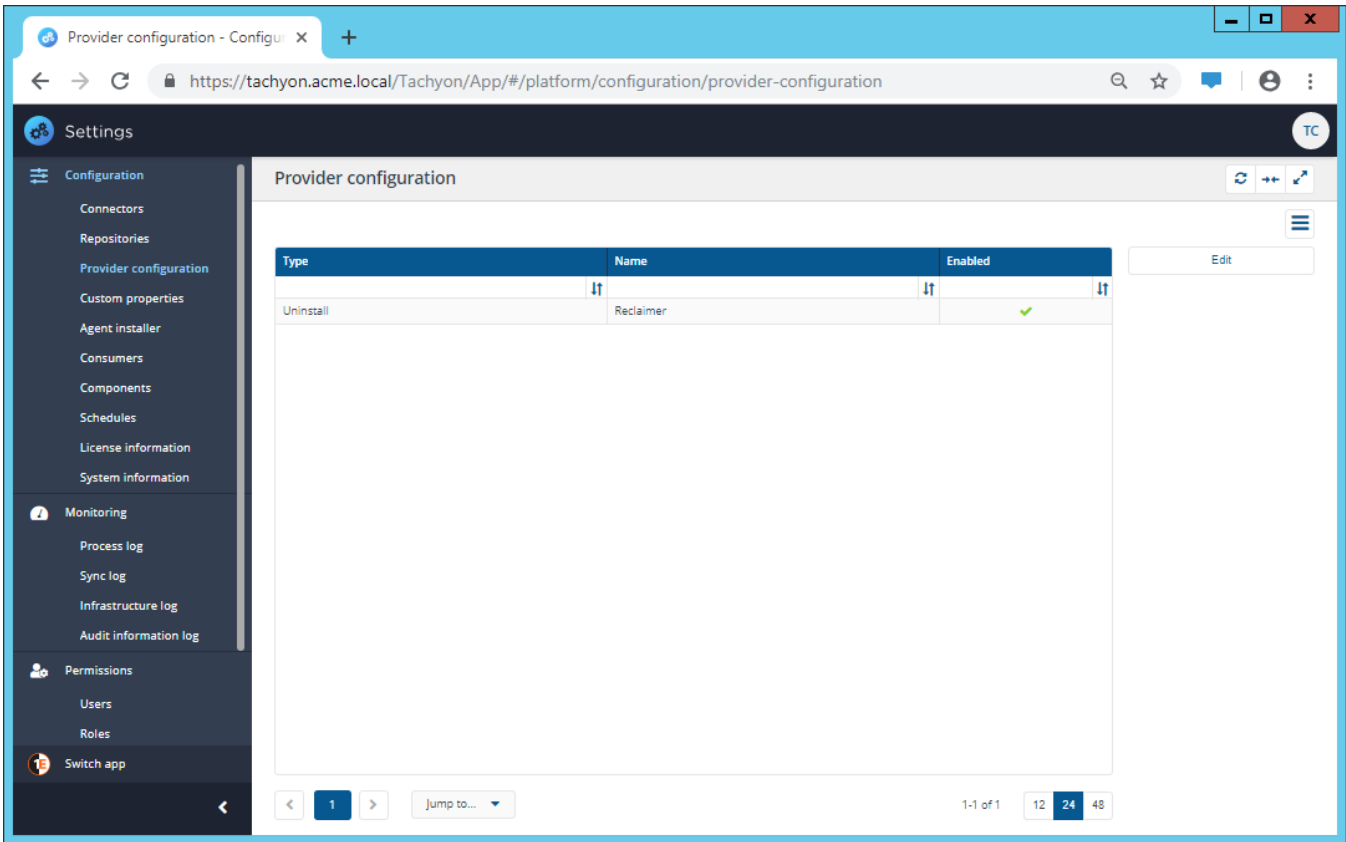 Provider configuration - Configur
https://tachyon.acme.local/Tachyon/App/#/platform/configuration/provider-configuration
Settings
TC
Configuration
Connectors
Repositories
Provider configuration
Custom properties
Agent installer
Consumers
Components
Schedules
License information
System information
Monitoring
Process log
Sync log
Infrastructure log
Audit information log
Permissions
Users
Roles
1E
Switch app
Provider configuration
Type Name Enabled
Uninstall Reclaimer
Edit
1
Jump to...
1-1 of 1
12 24 48